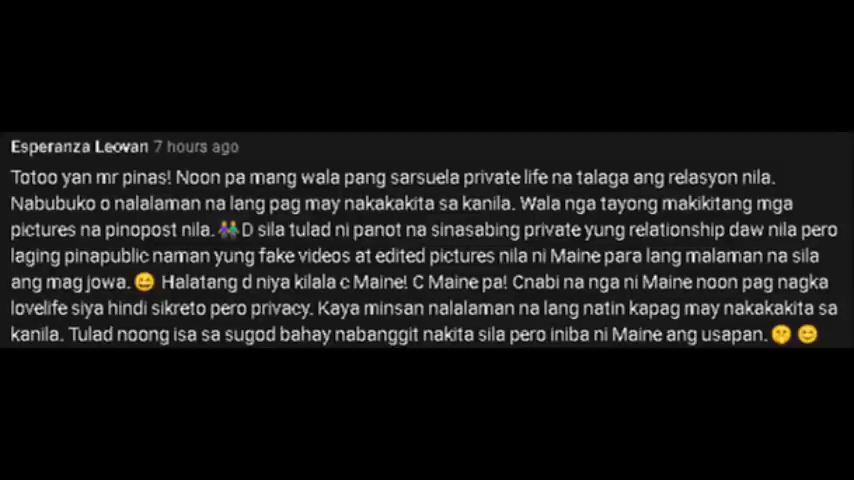 Esperanza Leovan 7 hours ago
Totoo yan mr pinas! Noon pa mang wala pang sarsuela private life na talaga ang relasyon nila.
Nabubuko o nalalaman na lang pag may nakakakita sa kanila. Wala nga tayong makikitang mga
pictures na pinopost nila.👫D sila tulad ni panot na sinasabing private yung relationship daw nila pero
laging pinapublic naman yung fake videos at edited pictures nila ni Maine para lang malaman na sila
ang mag jowa.😄 Halatang d niya kilala c Maine! C Maine pa! Cnabi na nga ni Maine noon pag nagka
lovelife siya hindi sikreto pero privacy. Kaya minsan nalalaman na lang natin kapag may nakakakita sa
kanila. Tulad noong isa sa sugod bahay nabanggit nakita sila pero iniba ni Maine ang usapan.🤫😊